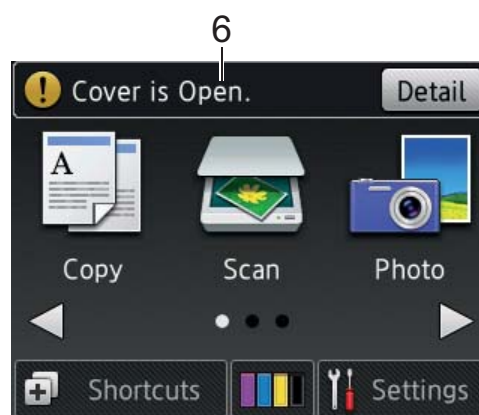 6
Cover is Open. Detail
A
Copy Scan Photo
Shortcuts Settings